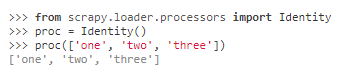 >>> from scrapy.loader.processors import Identity
>>> proc = Identity()
>>> proc(['one', 'two', 'three'])
['one', 'two', 'three']